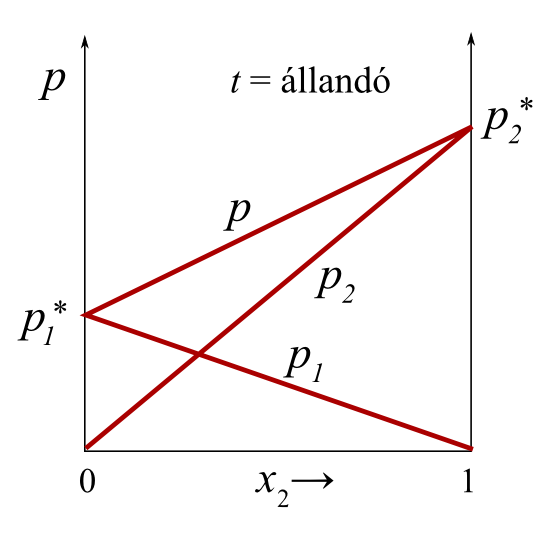 p
t = állandó
p₂*
p
p₂
p₁*
p₁
0
x₂→
1